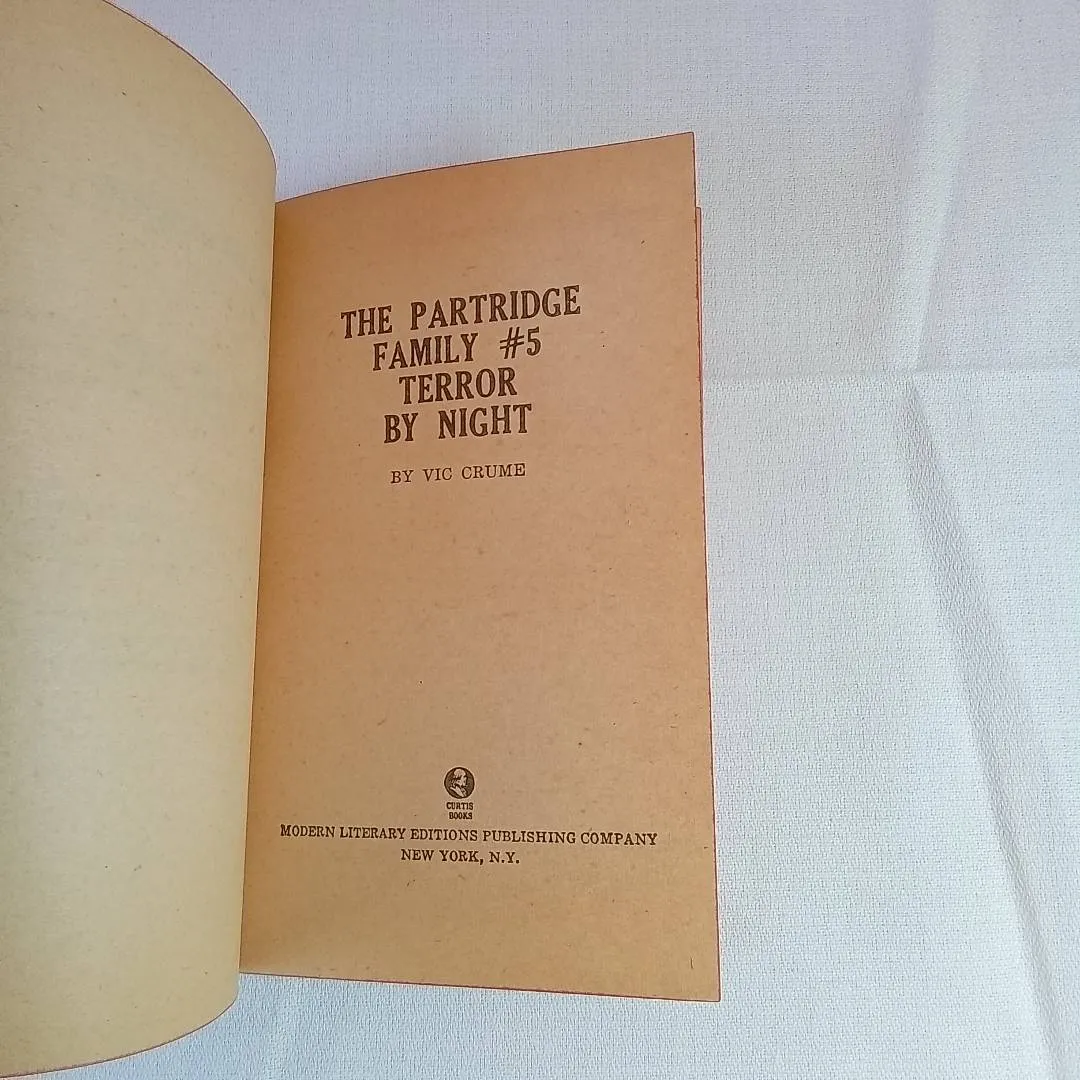 THE PARTRIDGE
FAMILY #5
TERROR
BY NIGHT
BY VIC CRUME
CURTIS
BOOKS
MODERN LITERARY EDITIONS PUBLISHING COMPANY
NEW YORK, N.Y.